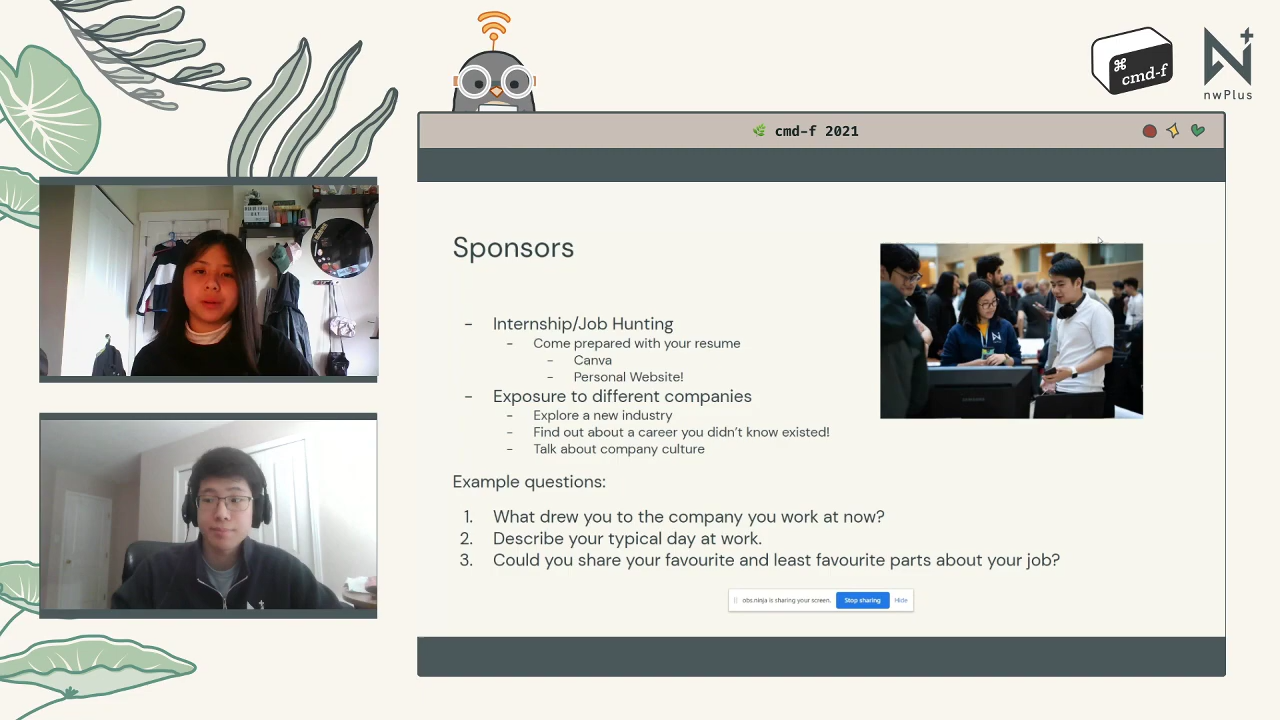 ⌘
cmd-f
nwPlus
cmd-f 2021
Sponsors
- Internship/Job Hunting
- Come prepared with your resume
- Canva
- Personal Website!
- Exposure to different companies
- Explore a new industry
- Find out about a career you didn't know existed!
- Talk about company culture
Example questions:
1. What drew you to the company you work at now?
2. Describe your typical day at work.
3. Could you share your favourite and least favourite parts about your job?
obs.ninja is sharing your screen. Stop sharing Hide